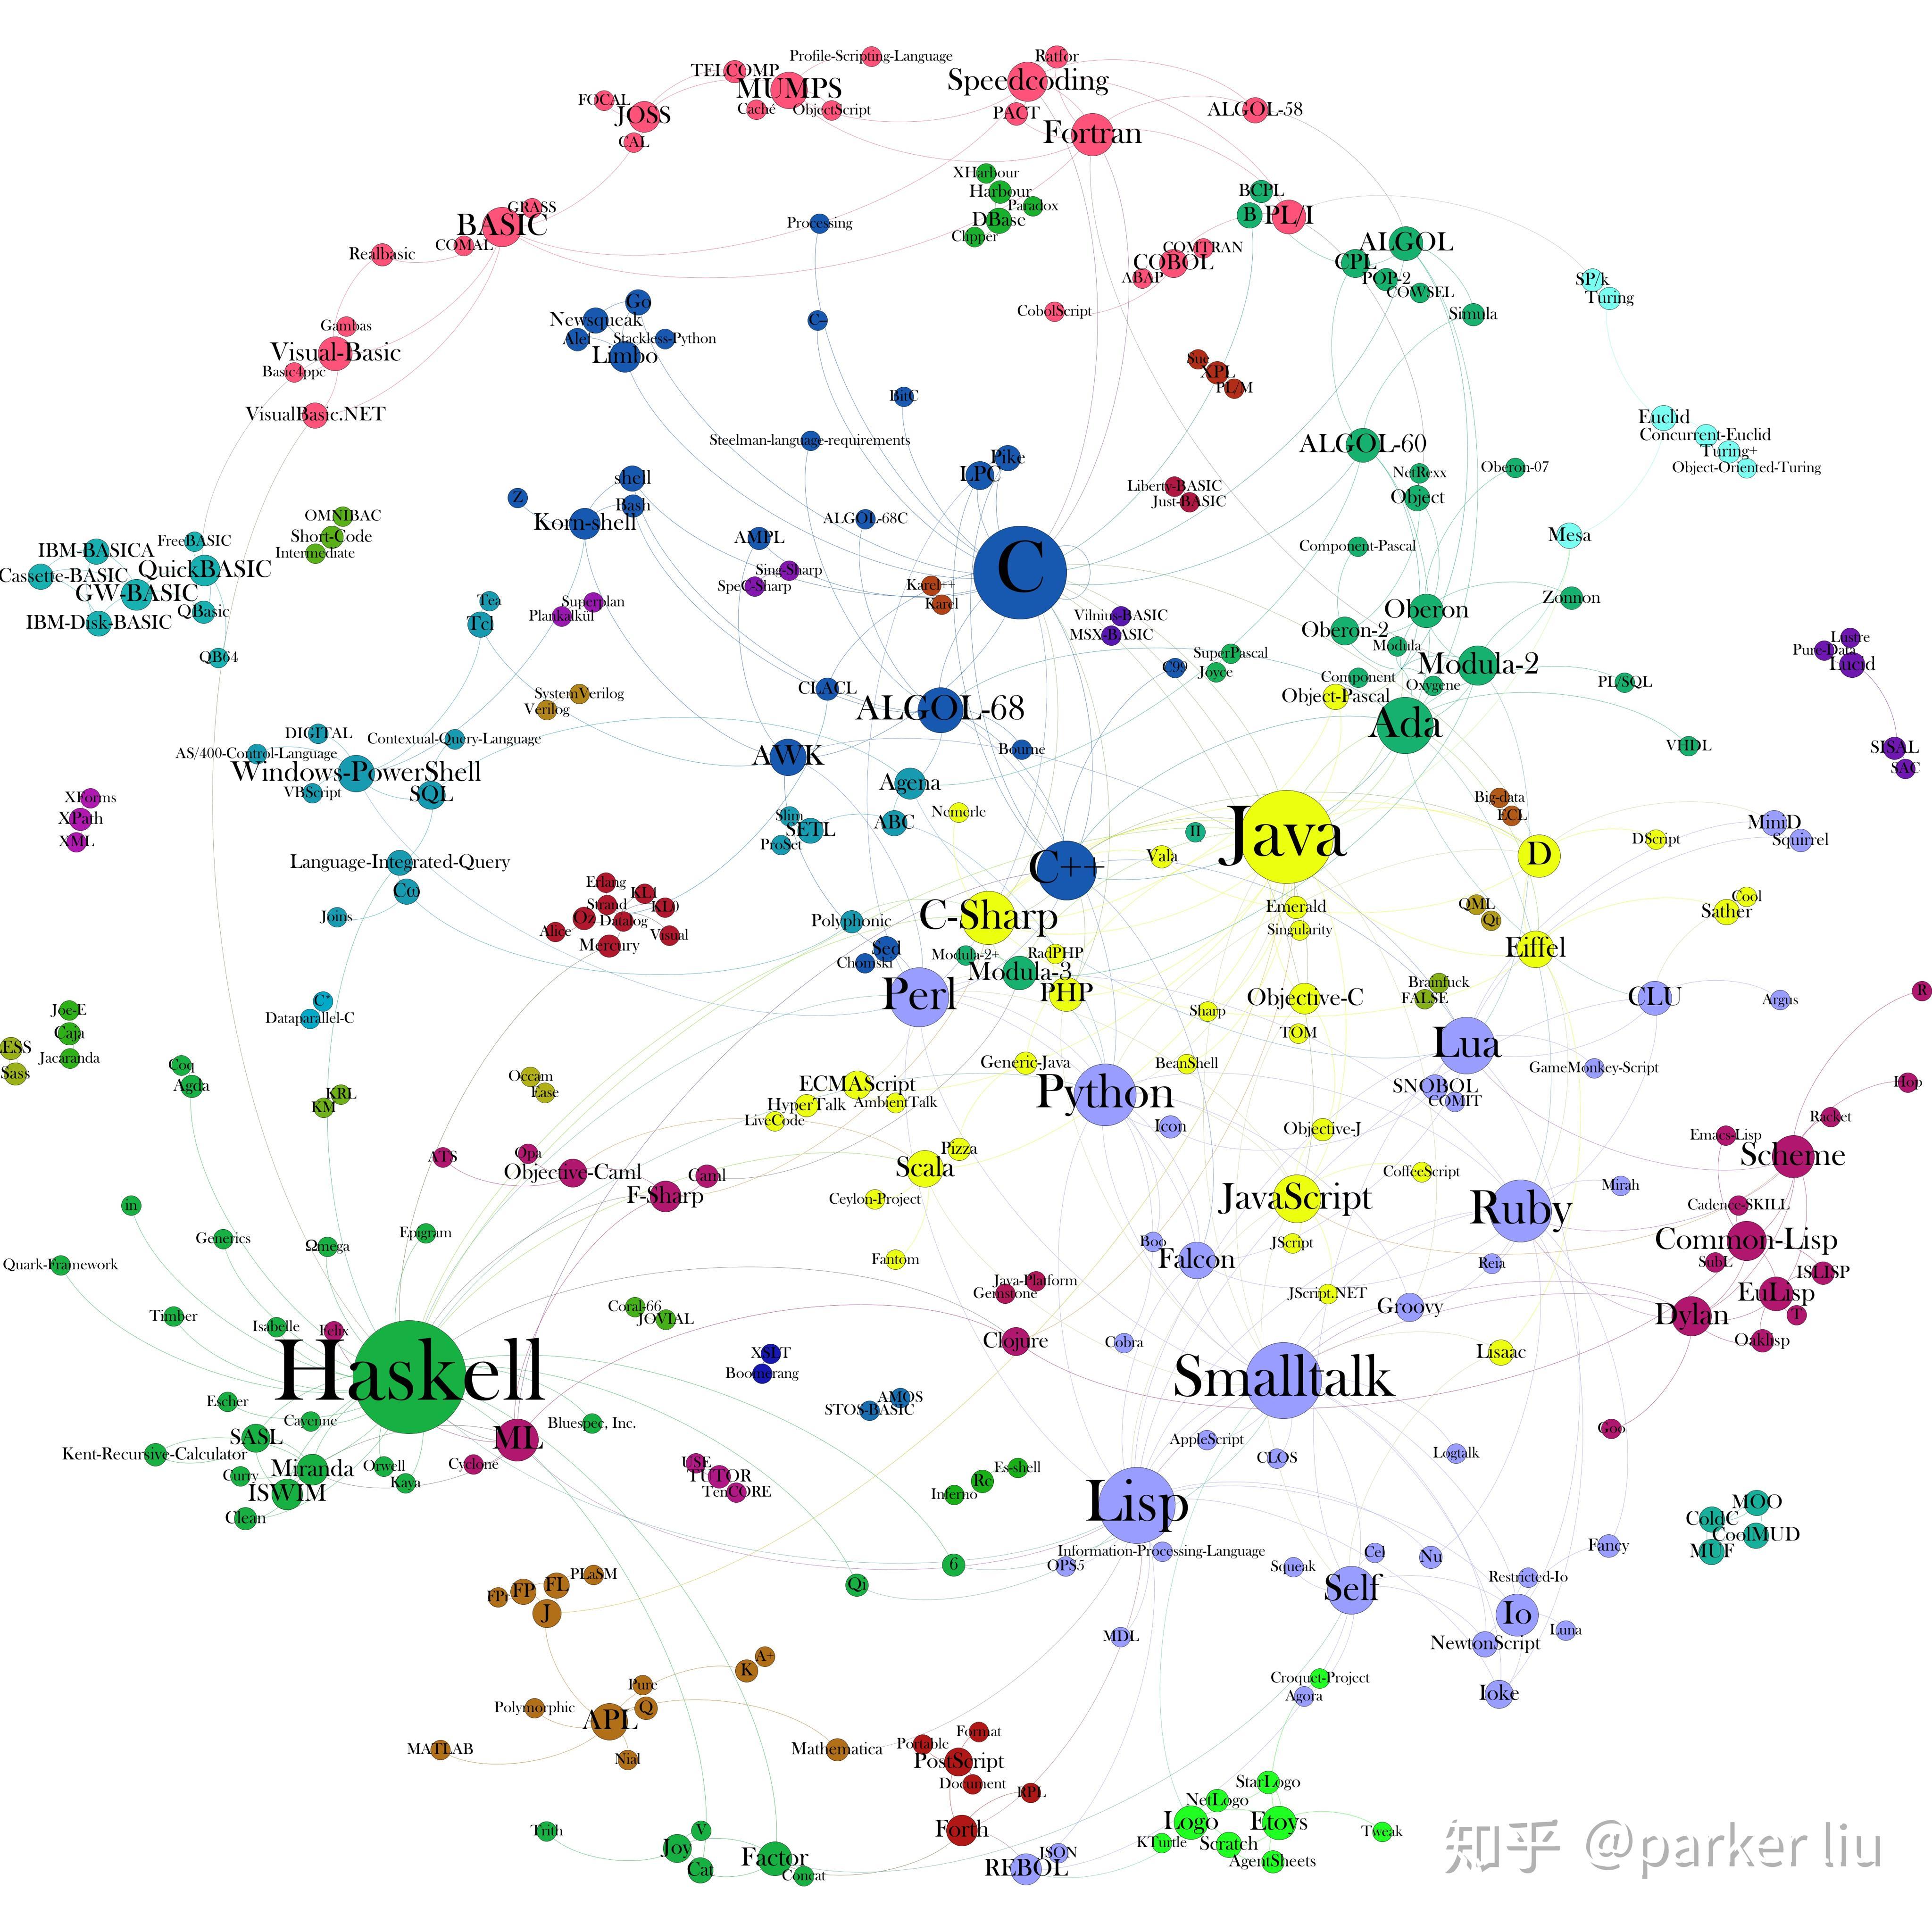 Profile-Scripting-Language
Ratfor
TELCOMP
MUMPS
Speedcoding
FOCAL
JOSS
Caché
ObjectScript
PACT
ALGOL-58
CAL
Fortran
XHarbour
Harbour
BCPL
GRASS
Paradox
BASIC
Processing
DBase
B
PL/I
Clipper
COMAL
COMTRAN
ALGOL
Realbasic
COBOL
CPL
ABAP
POP-2
SP/k
COWSEL
Turing
Go
CobolScript
Simula
Newsqueak
C--
Gambas
Alef
Stackless-Python
Visual-Basic
Limbo
Sue
Basic4ppc
XPL
PL/M
BitC
VisualBasic.NET
Euclid
Steelman-language-requirements
Concurrent-Euclid
ALGOL-60
Turing+
Pike
Object-Oriented-Turing
LPC
shell
NetRexx
Oberon-07
Z
Liberty-BASIC
Object
Bash
Just-BASIC
OMNIBAC
Korn-shell
ALGOL-68C
Short-Code
FreeBASIC
AMPL
Mesa
IBM-BASICA
Intermediate
Component-Pascal
Cassette-BASIC
QuickBASIC
C
Sing-Sharp
GW-BASIC
SpeC-Sharp
Karel++
Tea
Superplan
Karel
Zonnon
QBasic
Plankalkül
Vilnius-BASIC
Oberon
IBM-Disk-BASIC
Tcl
MSX-BASIC
Oberon-2
Lustre
Modula
Pure-Data
QB64
SuperPascal
Lucid
C99
Joyce
Modula-2
CLACL
Component
PL/SQL
SystemVerilog
Object-Pascal
Oxygene
Verilog
ALGOL-68
Ada
DIGITAL
Contextual-Query-Language
Bourne
VHDL
SISAL
AS/400-Control-Language
AWK
SAC
Windows-PowerShell
Agena
VBScript
SQL
XForms
Big-data
XPath
Slim
Nemerle
ECL
SETL
ABC
MiniD
XML
ProSet
II
Java
DScript
Squirrel
Vala
D
Language-Integrated-Query
C++
Erlang
Cω
KL1
Cool
Strand
KL0
Emerald
QML
Sather
Joins
Oz
Datalog
Polyphonic
C-Sharp
Qt
Alice
Visual
Singularity
Mercury
Sed
Eiffel
Chomski
Modula-2+
RadPHP
Modula-3
Brainfuck
R
Perl
PHP
Objective-C
FALSE
CLU
Argus
C*
Joe-E
Sharp
Dataparallel-C
Caja
TOM
Lua
LESS
Jacaranda
Generic-Java
BeanShell
Coq
GameMonkey-Script
Sass
Occam
Agda
ECMAScript
Hop
KRL
Ease
Python
SNOBOL
KM
HyperTalk
AmbientTalk
COMIT
LiveCode
Racket
Icon
Objective-J
Emacs-Lisp
Opa
Pizza
Scheme
ATS
Objective-Caml
Caml
Scala
CoffeeScript
F-Sharp
Mirah
Ceylon-Project
JavaScript
in
Cadence-SKILL
Ruby
Epigram
Generics
Boo
JScript
Common-Lisp
Ωmega
Falcon
Fantom
Reia
SubL
Quark-Framework
ISLISP
Java-Platform
EuLisp
Gemstone
JScript.NET
Coral-66
Groovy
Timber
Dylan
T
JOVIAL
Isabelle
Felix
Clojure
Cobra
Oaklisp
Lisaac
XSLT
Haskell
Boomerang
Smalltalk
Escher
AMOS
Cayenne
STOS-BASIC
Bluespec, Inc.
Goo
SASL
ML
AppleScript
Kent-Recursive-Calculator
Logtalk
CLOS
Cyclone
USE
Es-shell
Miranda
Orwell
Curry
TUTOR
Rc
Kaya
ISWIM
TenCORE
Inferno
Lisp
MOO
Clean
ColdC
CoolMUD
Information-Processing-Language
Cel
Fancy
MUF
6
OPS5
Nu
Squeak
PLaSM
Restricted-Io
Qi
FL
FP
Self
FPr
J
Io
Luna
MDL
NewtonScript
A+
K
Croquet-Project
Pure
Ioke
Agora
Polymorphic
Q
APL
Format
Portable
MATLAB
Mathematica
Nial
PostScript
StarLogo
Document
RPL
NetLogo
Logo
Etoys
Trith
V
Forth
Tweak
KTurtle
Scratch
Joy
Factor
JSON
AgentSheets
Cat
REBOL
Concat
知乎 @parker liu